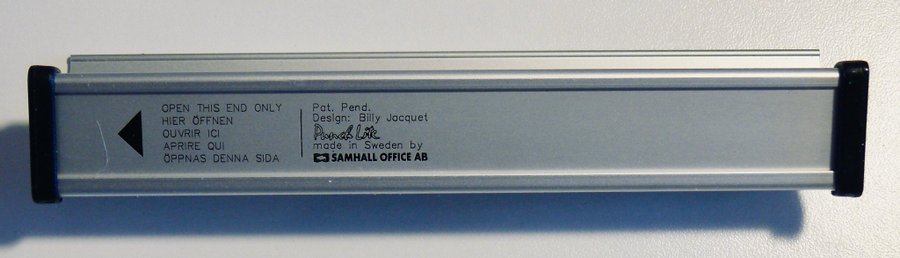 OPEN THIS END ONLY
HIER ÖFFNEN
OUVRIR ICI
APRIRE QUI
ÖPPNAS DENNA SIDA
Pat. Pend.
Design: Billy Jacquet
Punch Lite
made in Sweden by
SAMHALL OFFICE AB